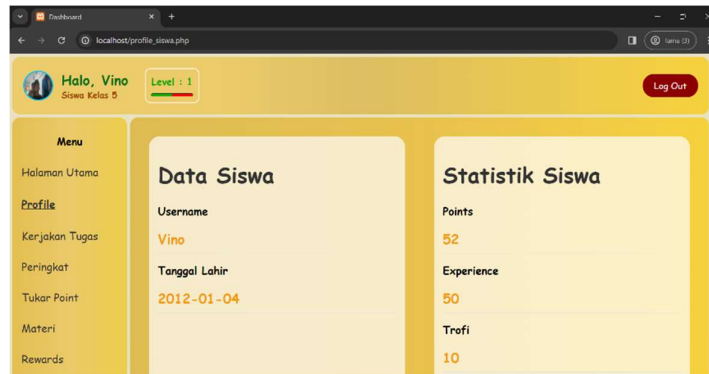 Dashboard
localhost/profile_siswa.php
Halo, Vino
Siswa Kelas 5
Level : 1
Log Out
Menu
Halaman Utama
Profile
Kerjakan Tugas
Peringkat
Tukar Point
Materi
Rewards
Data Siswa
Username
Vino
Tanggal Lahir
2012-01-04
Statistik Siswa
Points
52
Experience
50
Trofi
10